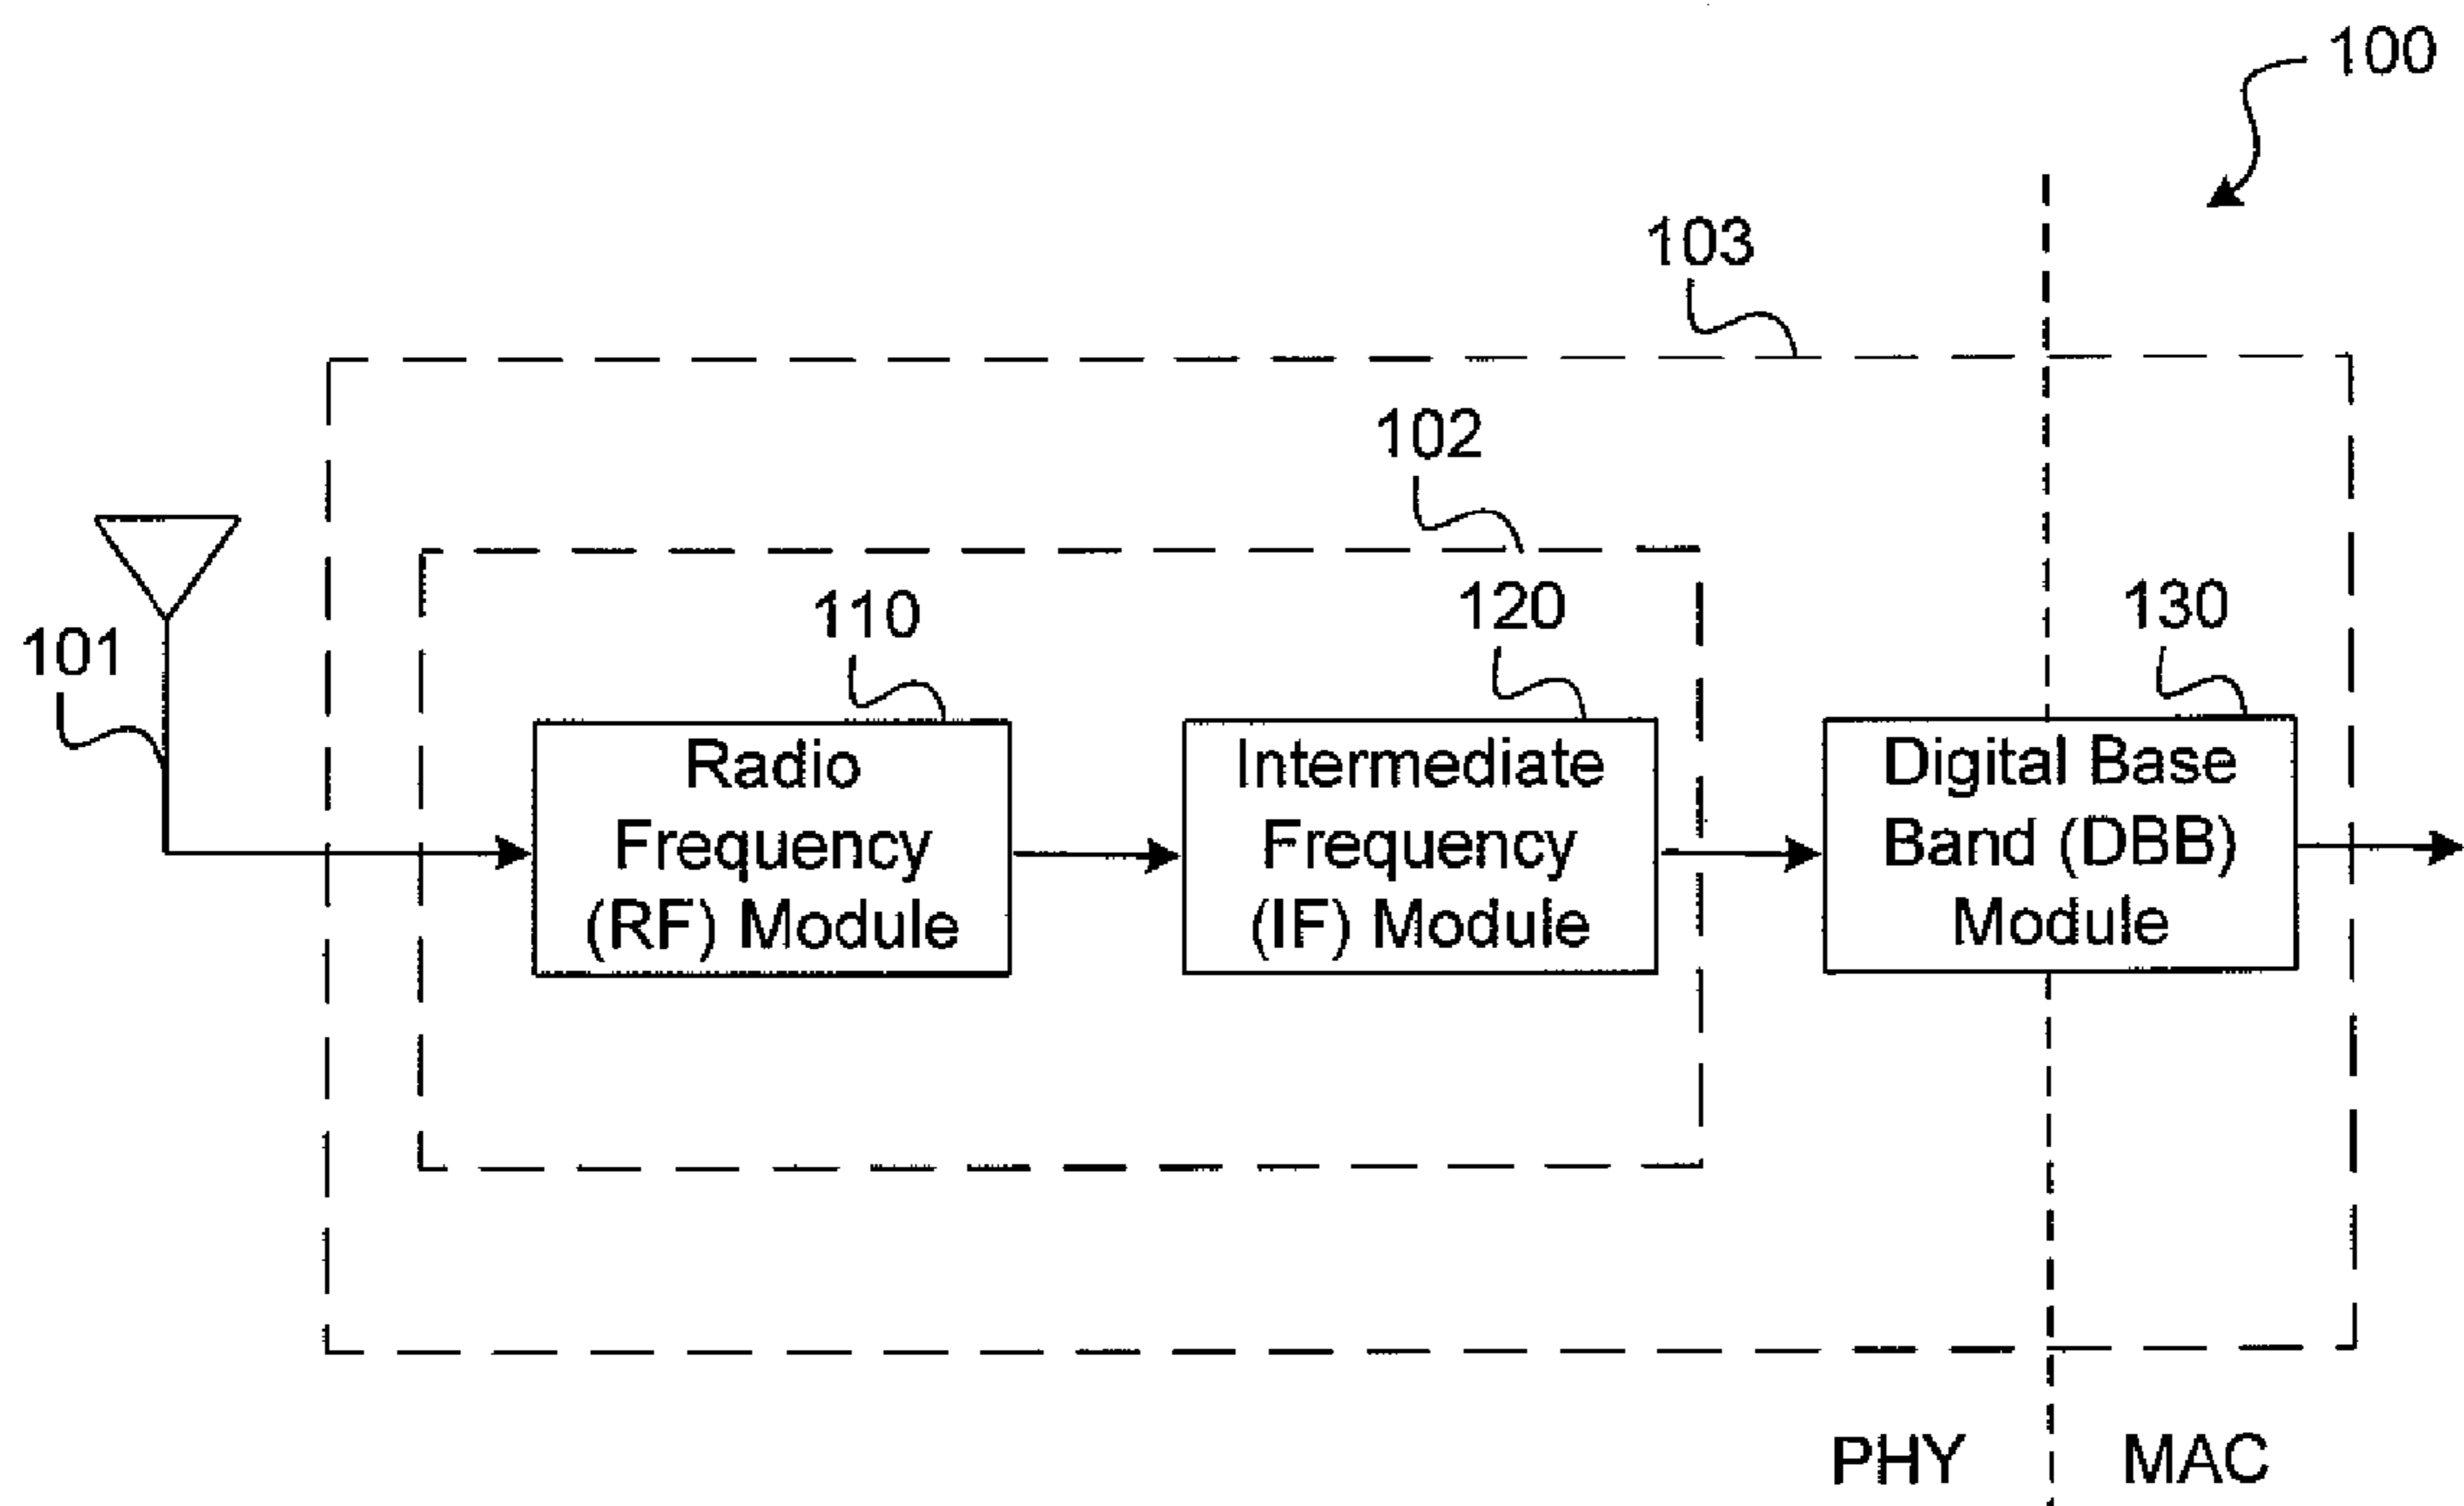 100
103
102
101
110
120
130
Radio
Frequency
(RF) Module
Intermediate
Frequency
(IF) Module
Digital Base
Band (DBB)
Module
PHY
MAC